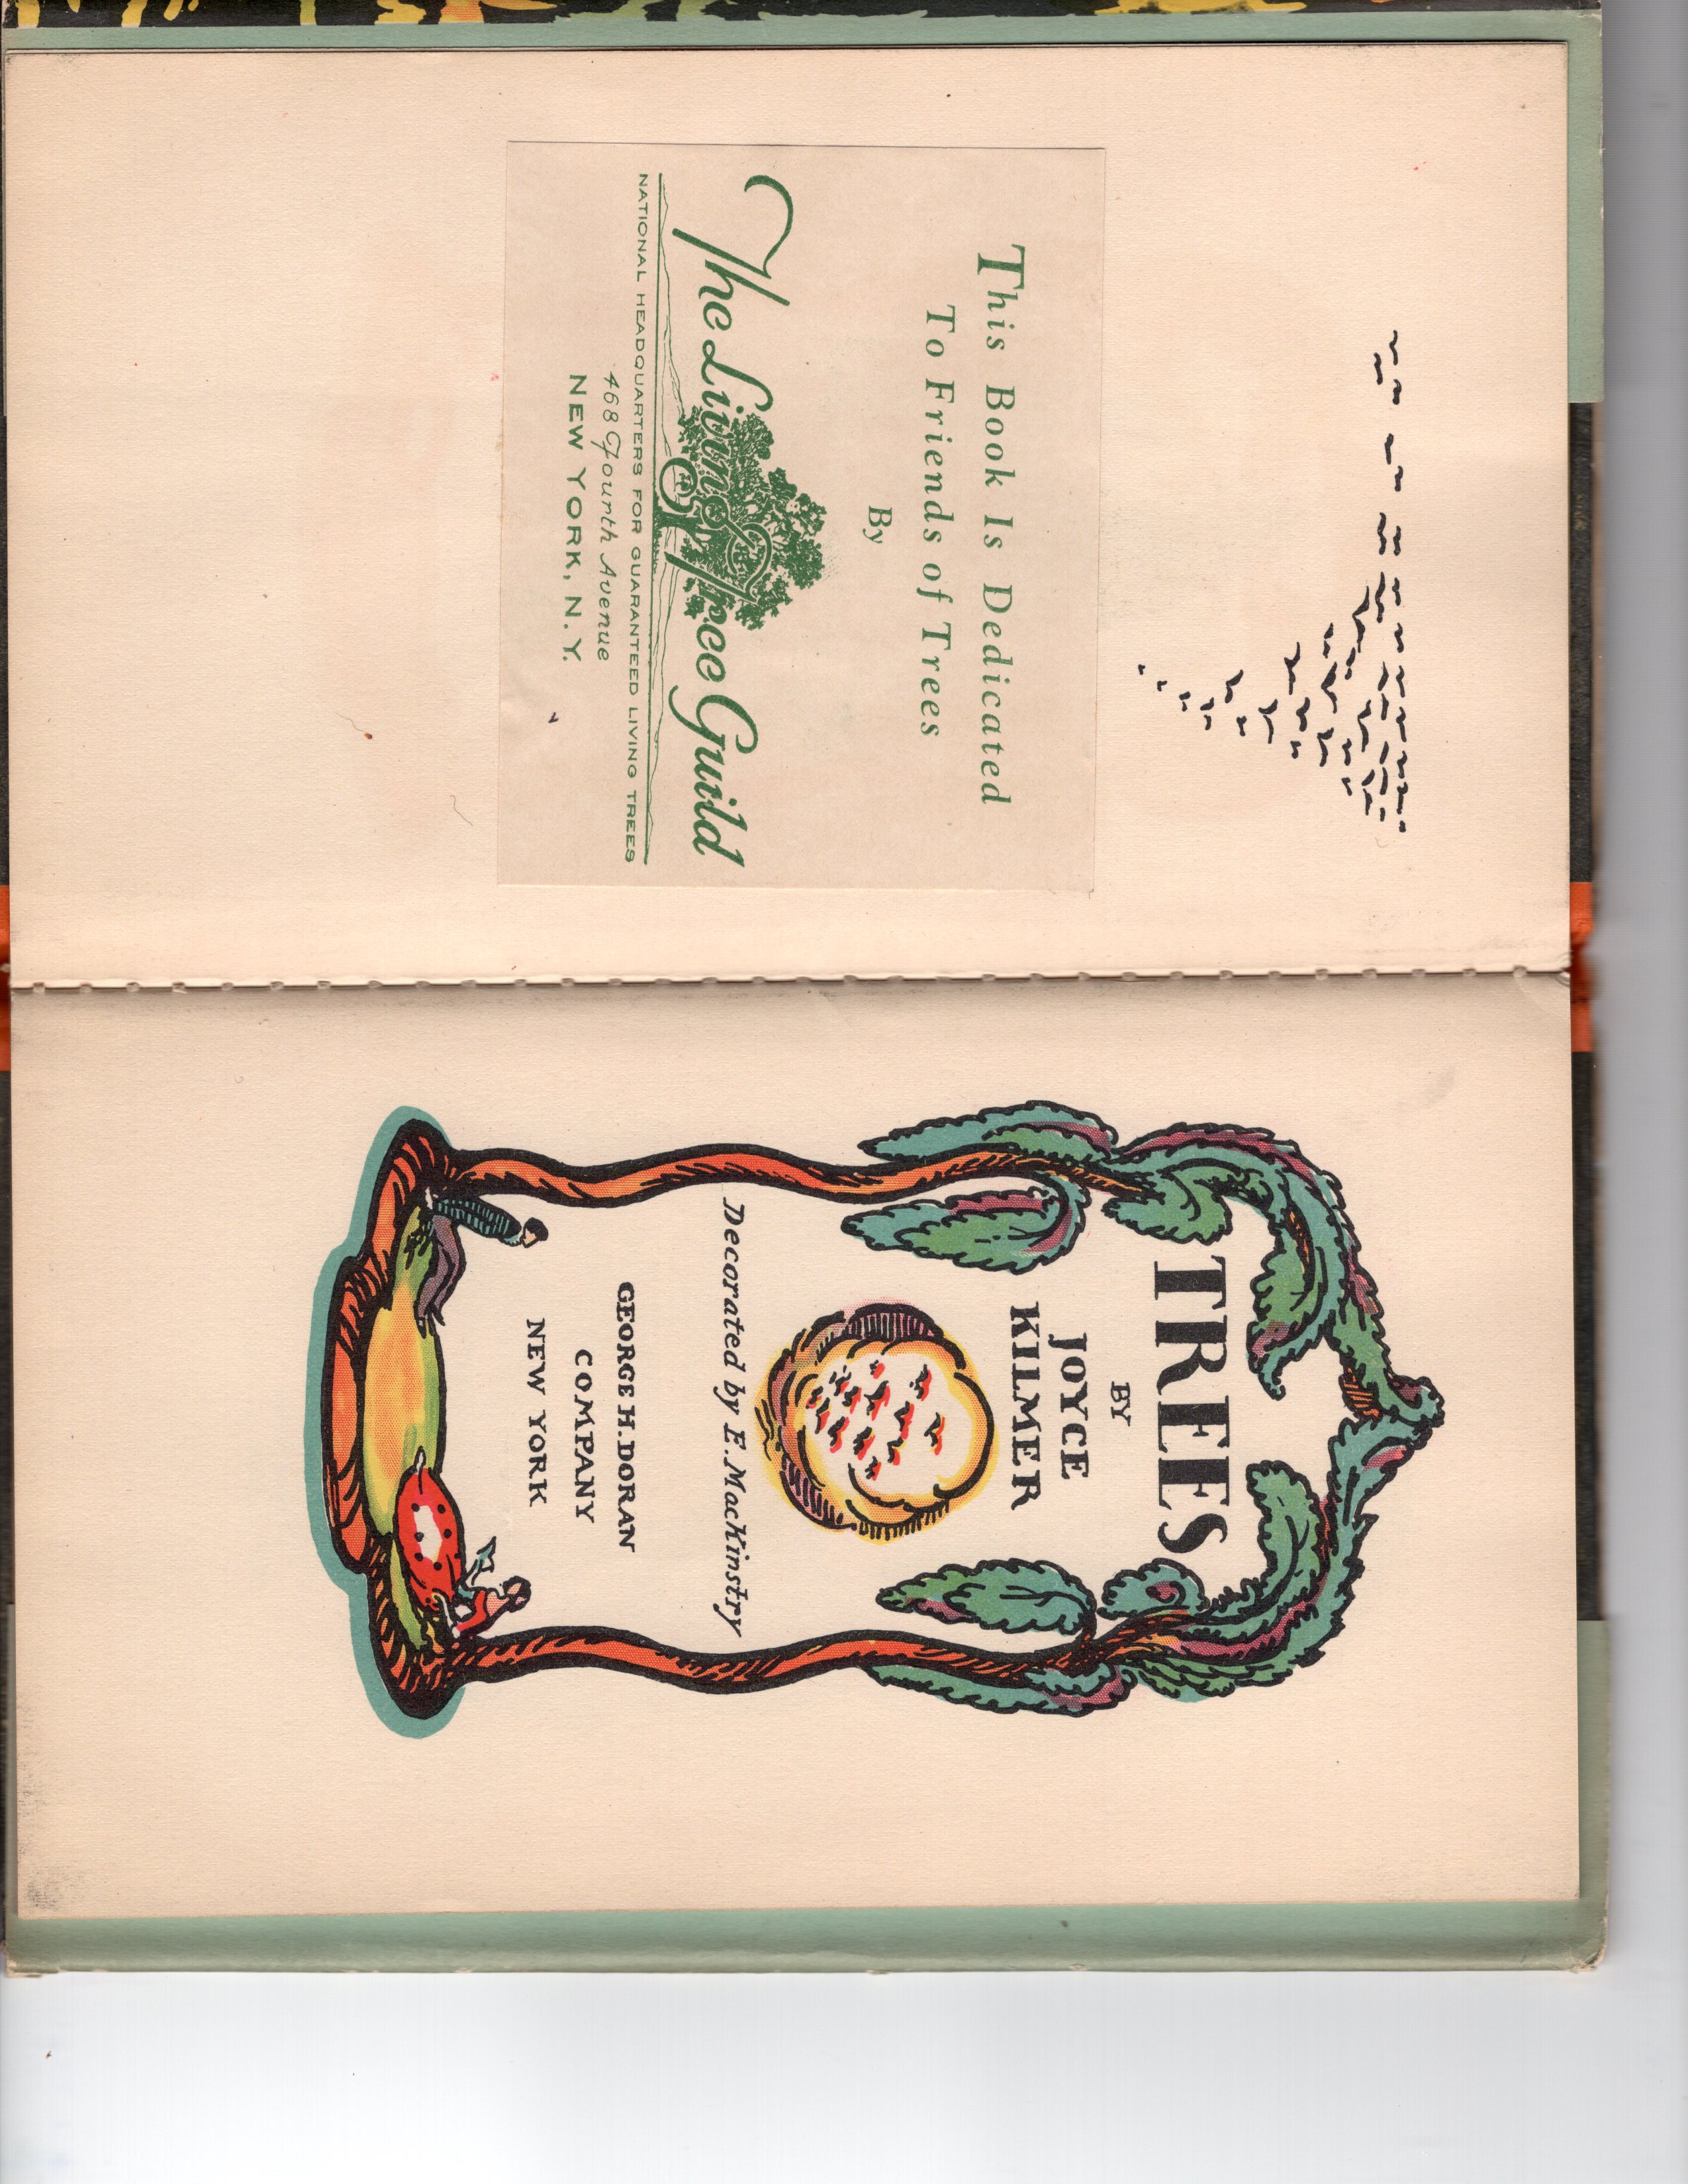 This Book Is Dedicated
To Friends of Trees
By
The Living Tree Guild
NATIONAL HEADQUARTERS FOR GUARANTEED LIVING TREES
468 Fourth Avenue
NEW YORK, N.Y.
TREES
BY
JOYCE
KILMER
Decorated by E. MacKinstry
GEORGE H. DORAN
COMPANY
NEW YORK